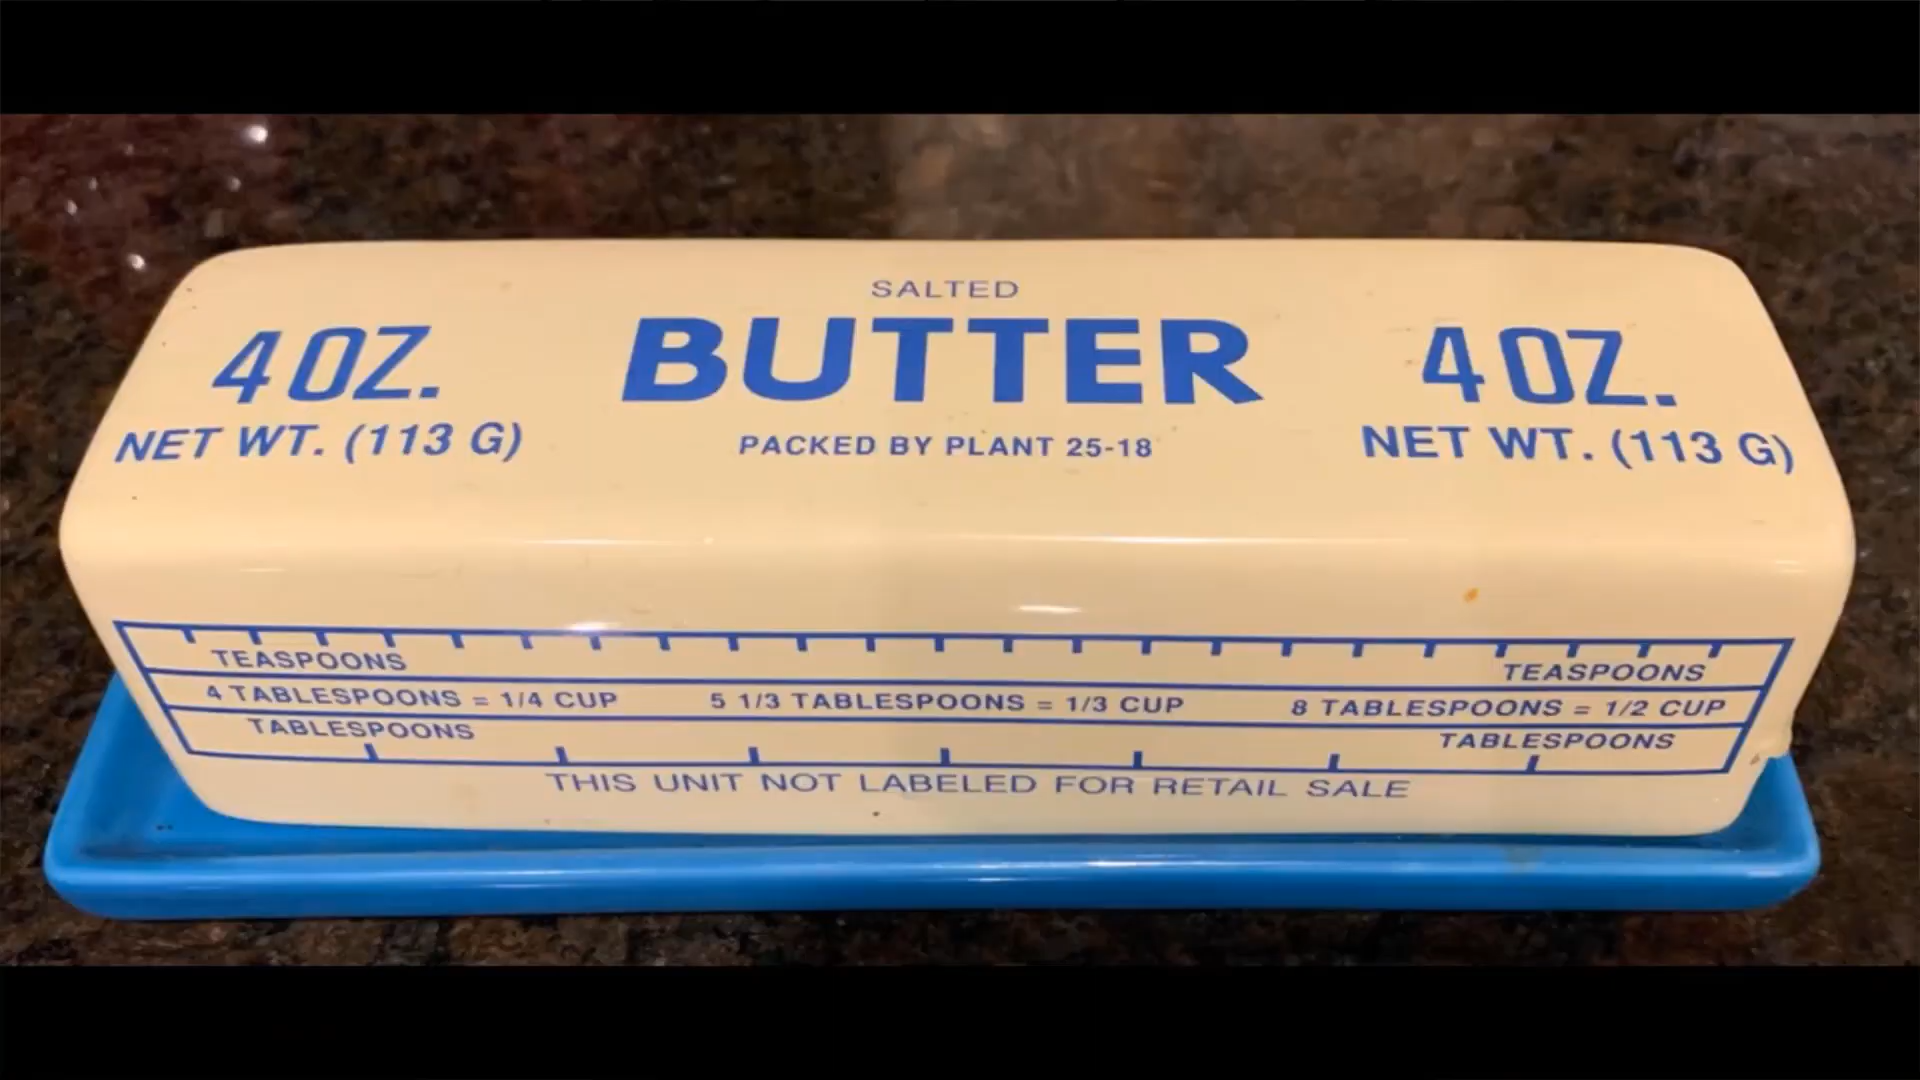 SALTED
4 OZ. BUTTER 4 OZ.
NET WT. (113 G) PACKED BY PLANT 25-18 NET WT. (113 G)
TEASPOONS TEASPOONS
4 TABLESPOONS = 1/4 CUP 5 1/3 TABLESPOONS = 1/3 CUP 8 TABLESPOONS = 1/2 CUP
TABLESPOONS TABLESPOONS
THIS UNIT NOT LABELED FOR RETAIL SALE